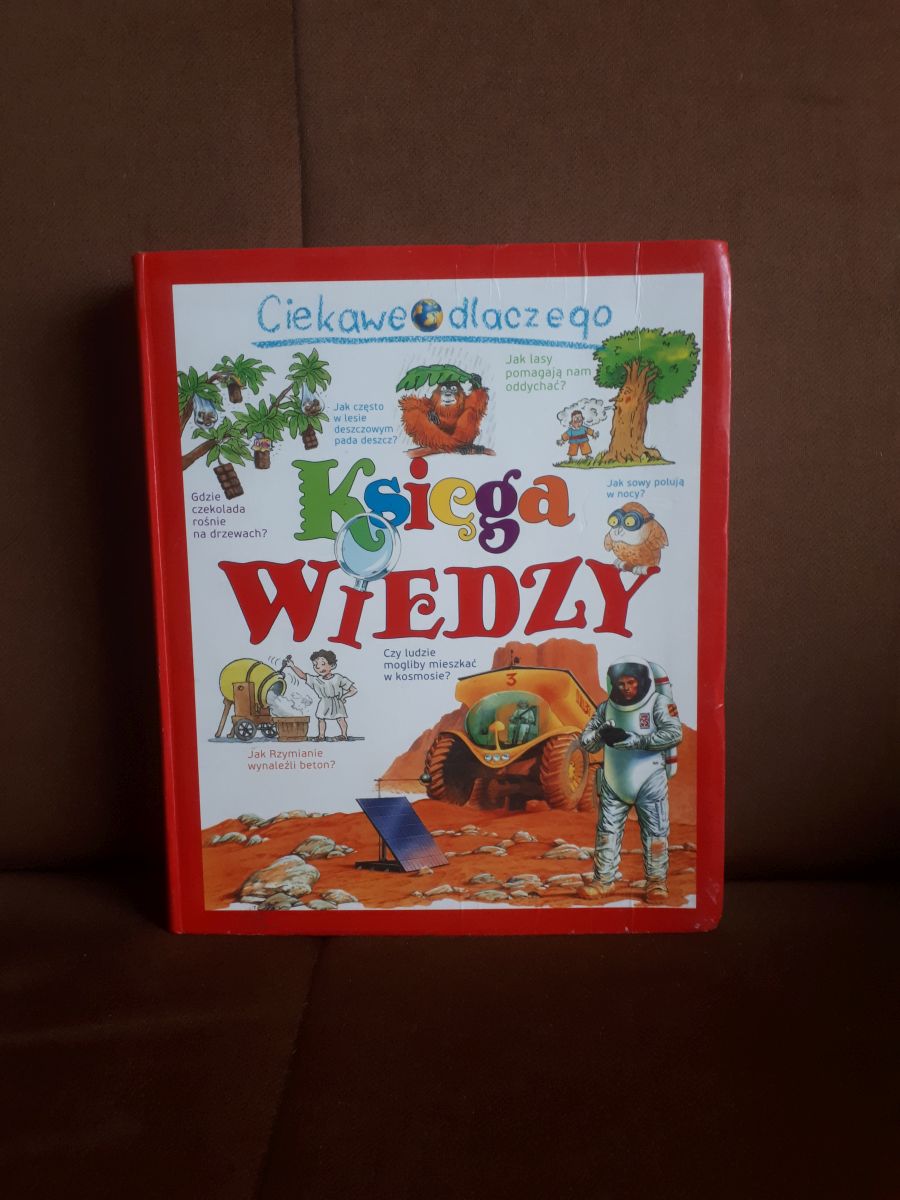 Ciekawe dlaczego
Jak lasy
pomagają nam
oddychać?
Jak często
w lesie
deszczowym
pada deszcz?
Gdzie
czekolada
rośnie
na drzewach?
Jak sowy polują
w nocy?
Księga
WIEDZY
Czy ludzie
mogliby mieszkać
w kosmosie?
3
Jak Rzymianie
wynaleźli beton?